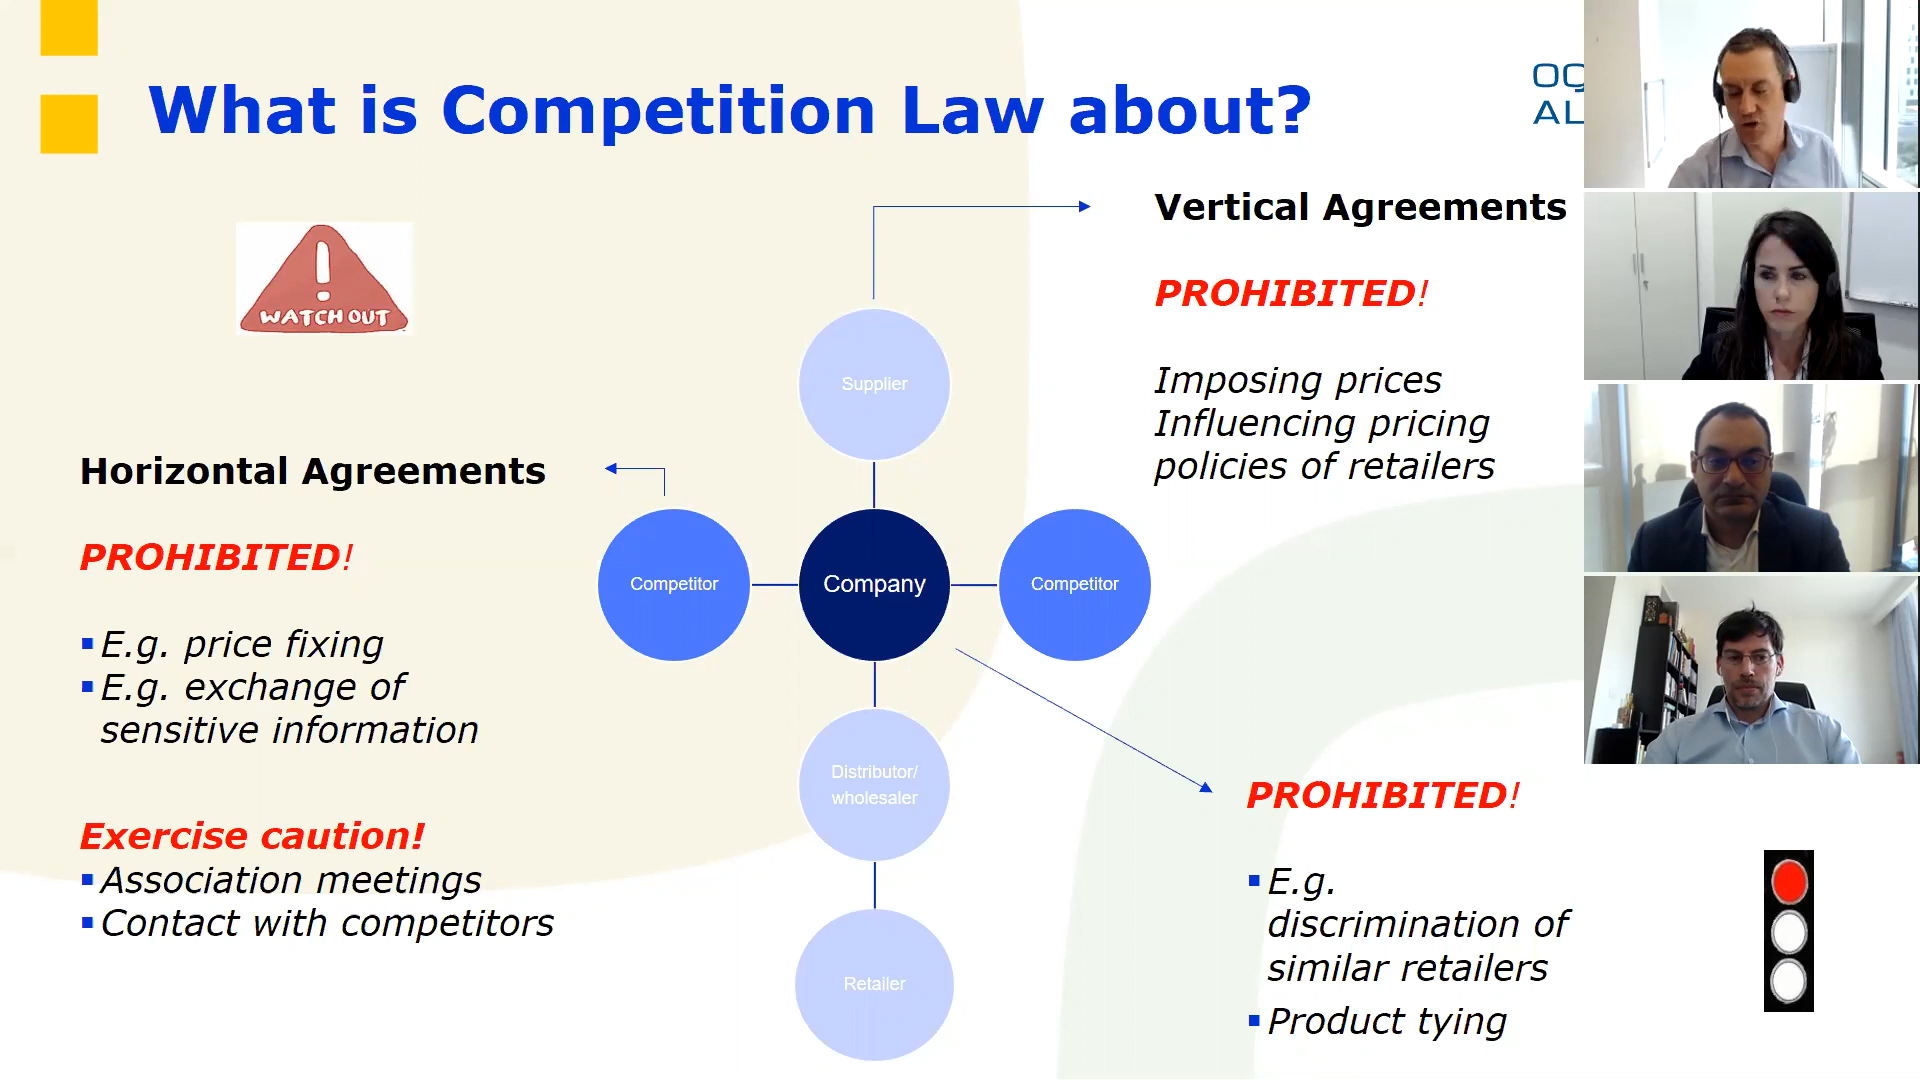 What is Competition Law about?
WATCH OUT
Vertical Agreements
PROHIBITED!
Imposing prices
Influencing pricing
policies of retailers
Supplier
Horizontal Agreements
PROHIBITED!
▪E.g. price fixing
▪E.g. exchange of
sensitive information
Competitor
Company
Competitor
Distributor/
wholesaler
Retailer
Exercise caution!
▪Association meetings
▪Contact with competitors
PROHIBITED!
▪E.g.
discrimination of
similar retailers
▪Product tying